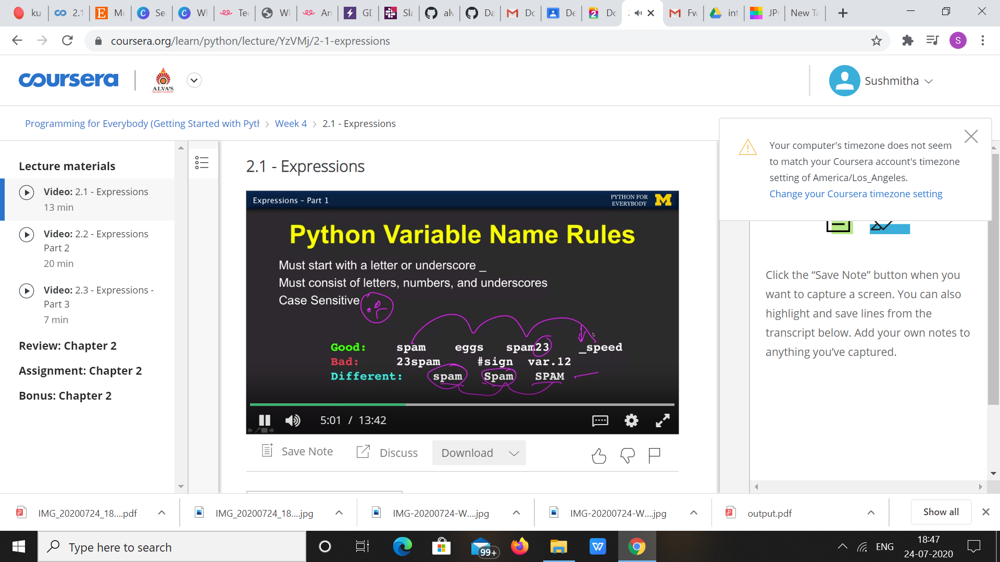 ku
2.1
Mc
Se
Wl
Te
Wl
An
GD
Sla
alv
Da
Dc
De
Dc
Fw
int
JP
New Ta
coursera.org/learn/python/lecture/YzVMj/2-1-expressions
S
coursera
ALVA'S
Education Foundation
Sushmitha
Programming for Everybody (Getting Started with Pyth
Week 4
2.1 - Expressions
Your computer's timezone does not seem
to match your Coursera account's timezone
setting of America/Los_Angeles.
Change your Coursera timezone setting
Lecture materials
Video: 2.1 - Expressions
13 min
Video: 2.2 - Expressions
Part 2
20 min
Video: 2.3 - Expressions -
Part 3
7 min
Review: Chapter 2
Assignment: Chapter 2
Bonus: Chapter 2
2.1 - Expressions
Expressions – Part 1
PYTHON FOR
EVERYBODY
M
Python Variable Name Rules
Must start with a letter or underscore _
Must consist of letters, numbers, and underscores
Case Sensitive
Good: spam eggs spam23 _speed
Bad: 23spam #sign var.12
Different: spam Spam SPAM
5:01 / 13:42
Save Note
Discuss
Download
Click the “Save Note” button when you
want to capture a screen. You can also
highlight and save lines from the
transcript below. Add your own notes to
anything you’ve captured.
IMG_20200724_18....pdf
IMG_20200724_18....jpg
IMG-20200724-W....jpg
IMG-20200724-W....jpg
output.pdf
Show all
Type here to search
99+
W
ENG
18:47
24-07-2020